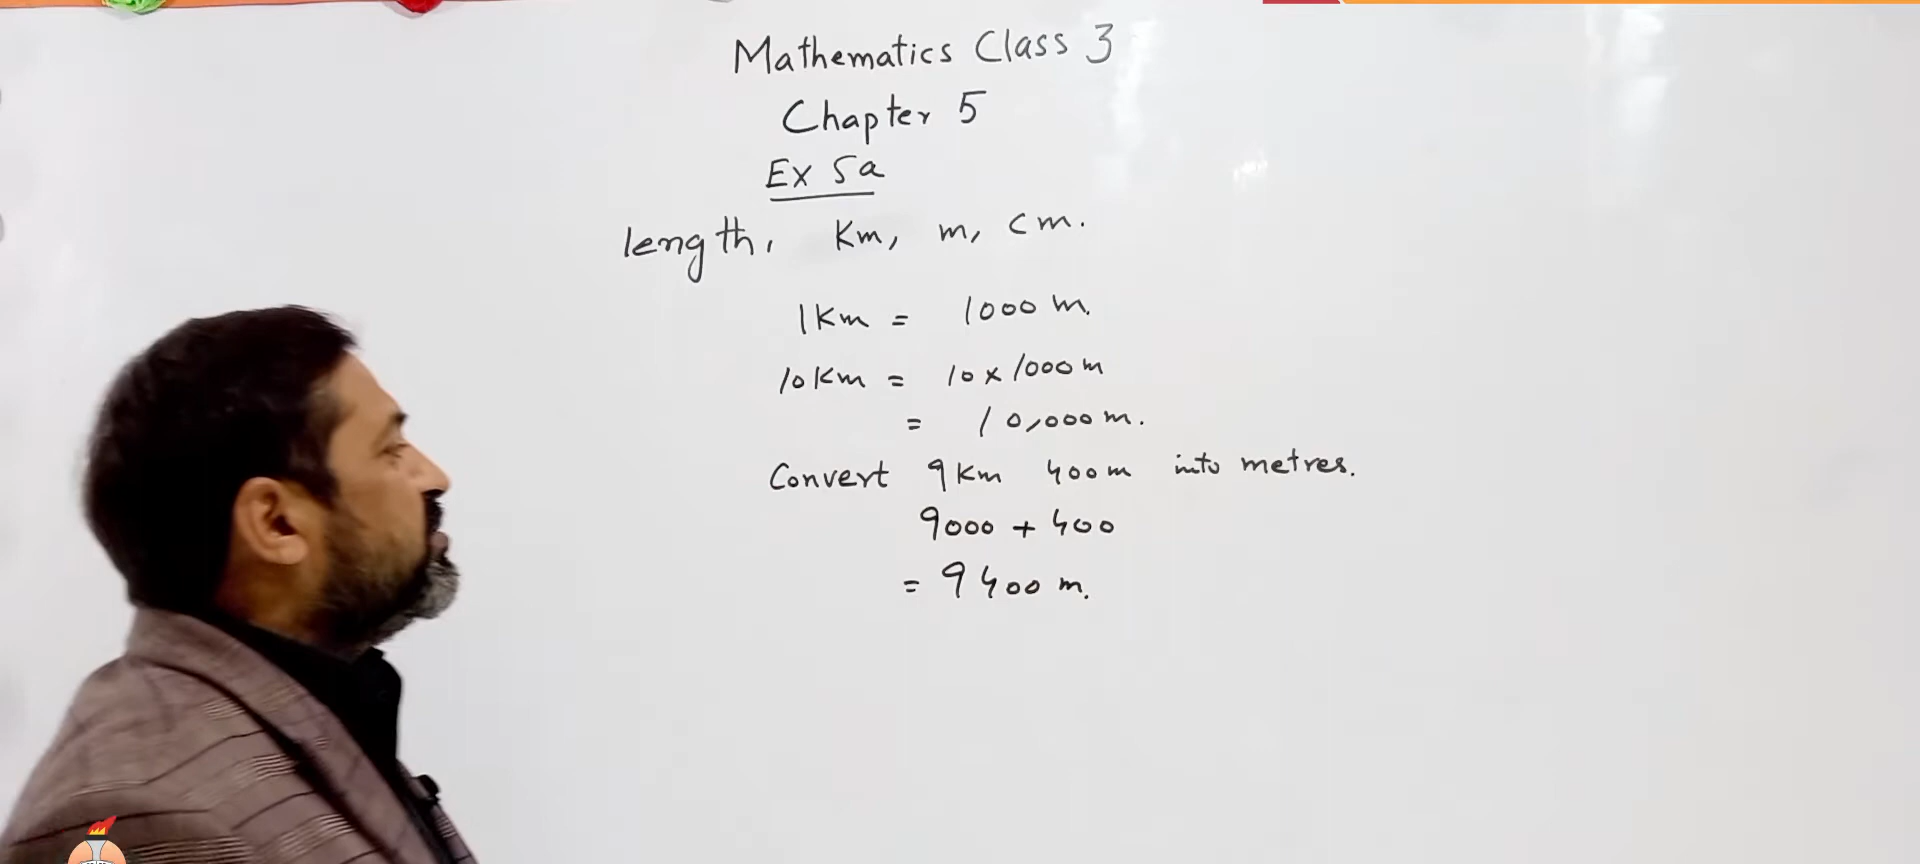 Mathematics Class 3
Chapter 5
Ex 5a
length, Km, m, cm.
1Km = 1000 m.
10Km = 10 x 1000 m
= 10,000 m.
Convert 9Km 400m into metres.
9000 + 400
= 9400 m.